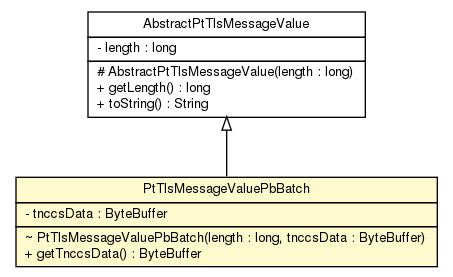 AbstractPtTlsMessageValue
- length : long
# AbstractPtTlsMessageValue(length : long)
+ getLength() : long
+ toString() : String
PtTlsMessageValuePbBatch
- tnccsData : ByteBuffer
~ PtTlsMessageValuePbBatch(length : long, tnccsData : ByteBuffer)
+ getTnccsData() : ByteBuffer